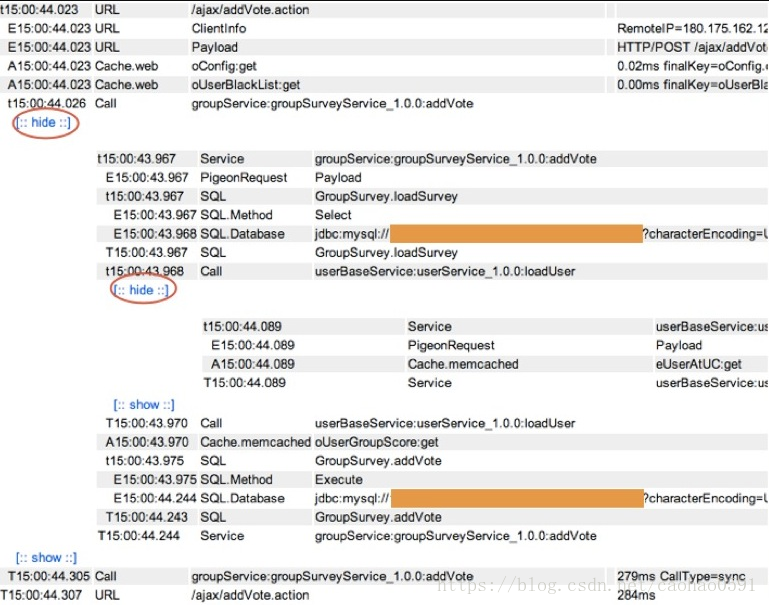 t15:00:44.023 URL /ajax/addVote.action
E15:00:44.023 URL ClientInfo RemoteIP=180.175.162.12
E15:00:44.023 URL Payload HTTP/POST /ajax/addVot
A15:00:44.023 Cache.web oConfig:get 0.02ms finalKey=oConfig.
A15:00:44.023 Cache.web oUserBlackList:get 0.00ms finalKey=oUserBl
t15:00:44.026 Call groupService:groupSurveyService_1.0.0:addVote
[:: hide ::]
t15:00:43.967 Service groupService:groupSurveyService_1.0.0:addVote
E15:00:43.967 PigeonRequest Payload
t15:00:43.967 SQL GroupSurvey.loadSurvey
E15:00:43.967 SQL.Method Select
E15:00:43.968 SQL.Database jdbc:mysql:// ?characterEncoding=U
T15:00:43.967 SQL GroupSurvey.loadSurvey
t15:00:43.968 Call userBaseService:userService_1.0.0:loadUser
[:: hide ::]
t15:00:44.089 Service userBaseService:us
E15:00:44.089 PigeonRequest Payload
A15:00:44.089 Cache.memcached eUserAtUC:get
T15:00:44.089 Service userBaseService:us
[:: show ::]
T15:00:43.970 Call userBaseService:userService_1.0.0:loadUser
A15:00:43.970 Cache.memcached oUserGroupScore:get
t15:00:43.975 SQL GroupSurvey.addVote
E15:00:43.975 SQL.Method Execute
E15:00:44.244 SQL.Database jdbc:mysql:// ?characterEncoding=U
T15:00:44.243 SQL GroupSurvey.addVote
T15:00:44.244 Service groupService:groupSurveyService_1.0.0:addVote
[:: show ::]
T15:00:44.305 Call groupService:groupSurveyService_1.0.0:addVote 279ms CallType=sync
T15:00:44.307 URL /ajax/addVote.action 284ms